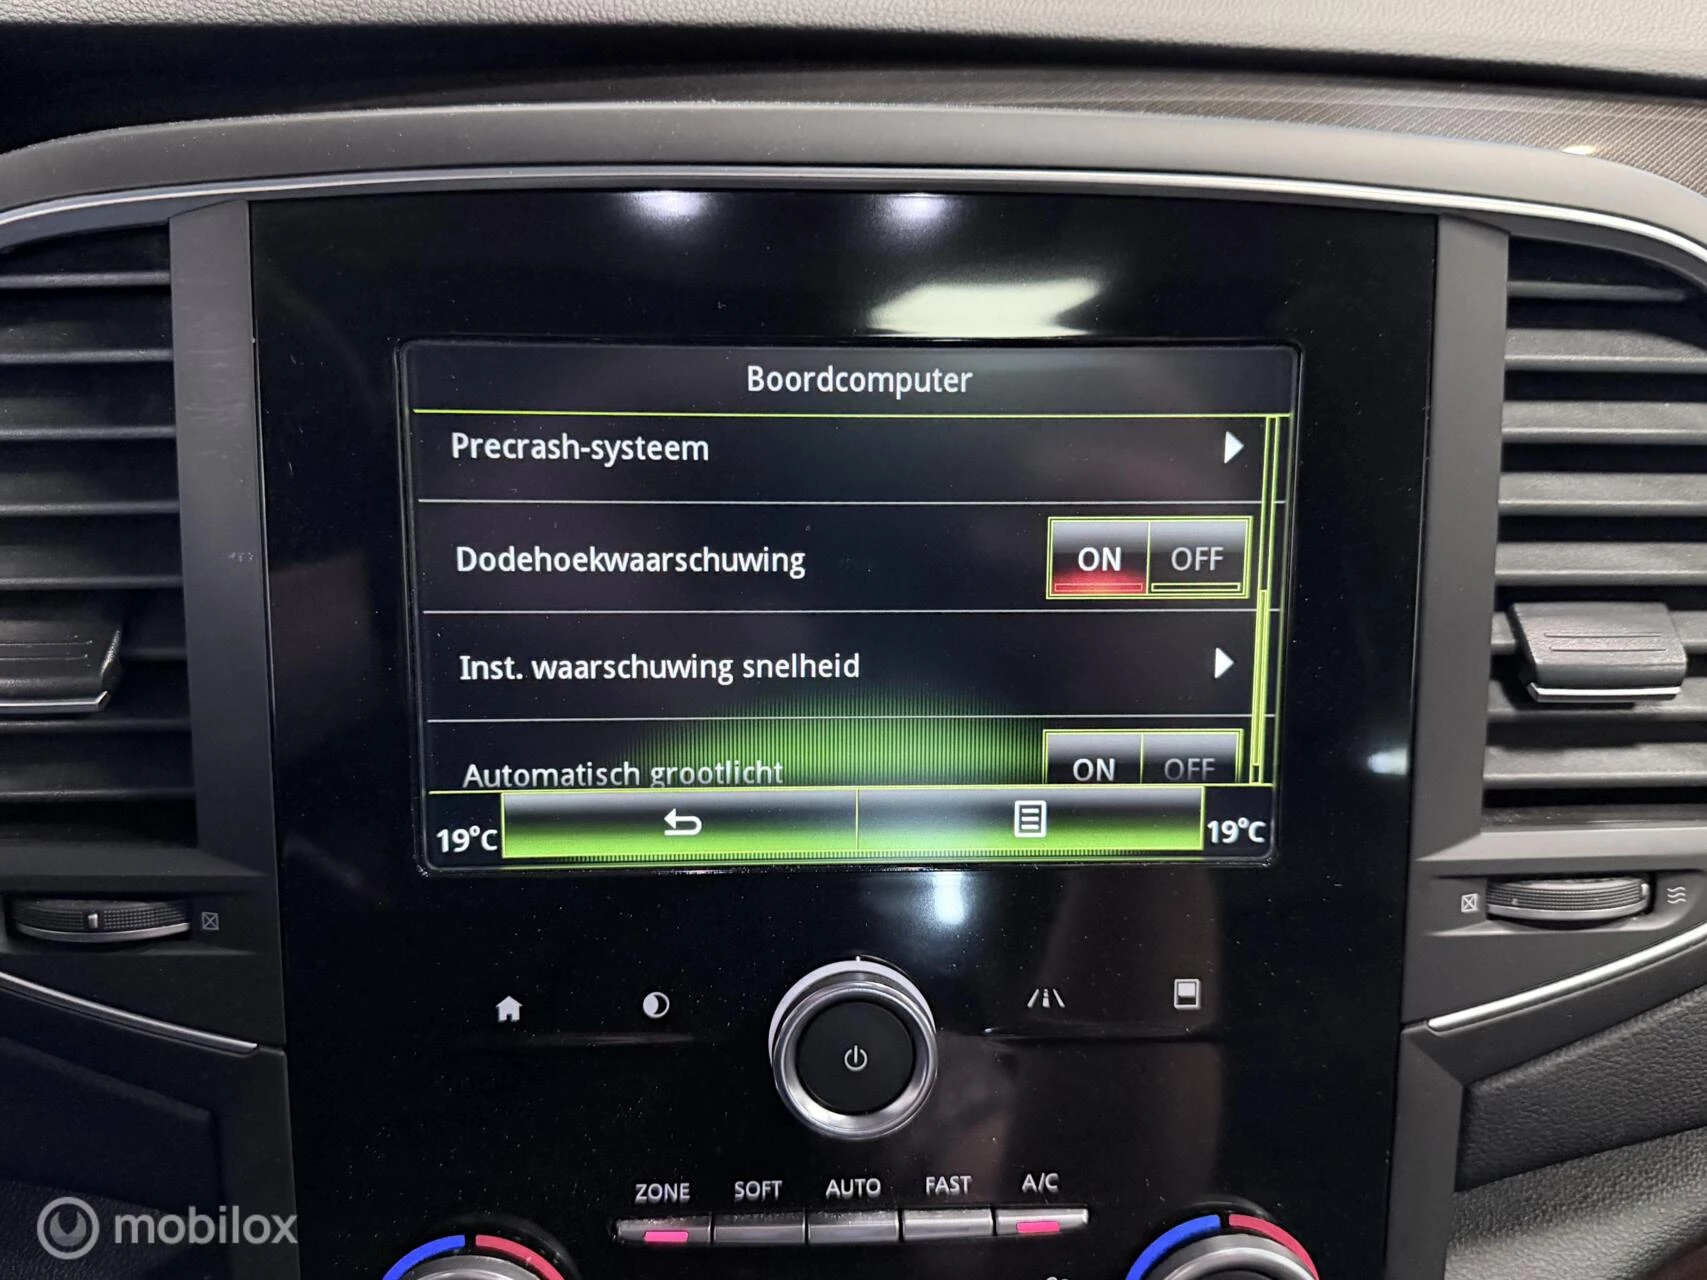 Boordcomputer
Precrash-systeem
Dodehoekwaarschuwing ON OFF
Inst. waarschuwing snelheid
Automatisch grootlicht ON OFF
19°C 19°C
ZONE SOFT AUTO FAST A/C
mobilox